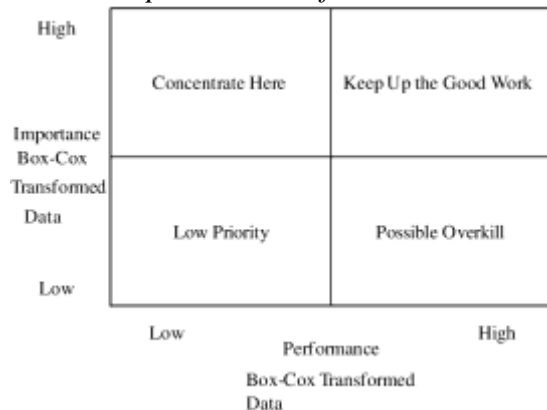 High
Concentrate Here
Keep Up the Good Work
Importance
Box-Cox
Transformed
Data
Low Priority
Possible Overkill
Low
Low
High
Performance
Box-Cox Transformed
Data